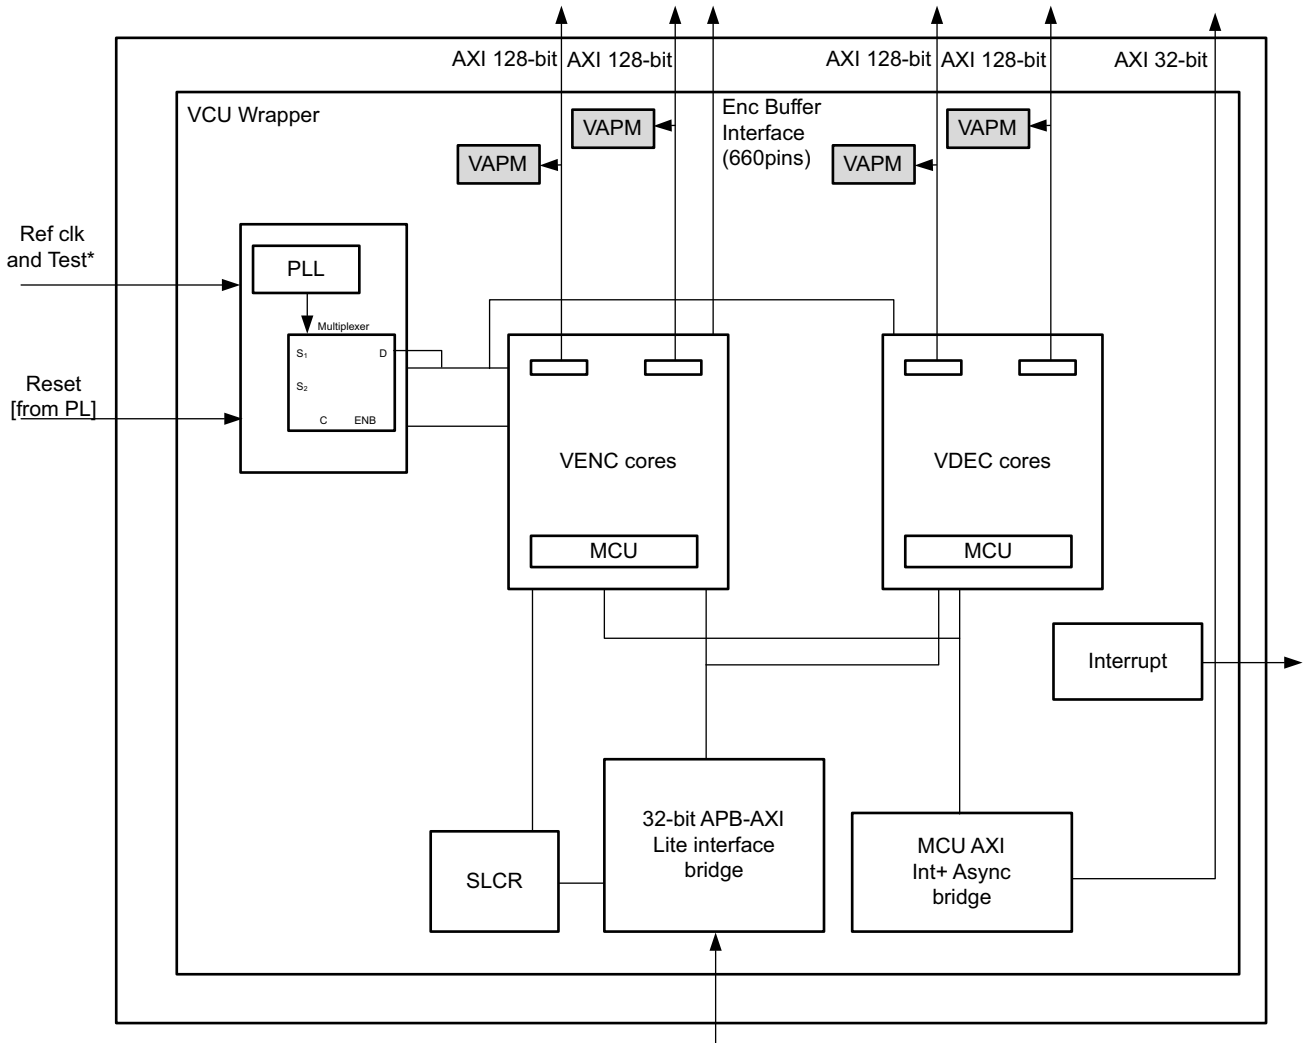 AXI 128-bit
AXI 128-bit
AXI 128-bit
AXI 128-bit
AXI 32-bit
VCU Wrapper
VAPM
VAPM
Enc Buffer
Interface
(660pins)
VAPM
VAPM
Ref clk
and Test*
PLL
Multiplexer
S1
D
S2
C
ENB
Reset
[from PL]
VENC cores
VDEC cores
MCU
MCU
Interrupt
32-bit APB-AXI
Lite interface
bridge
MCU AXI
Int+ Async
bridge
SLCR